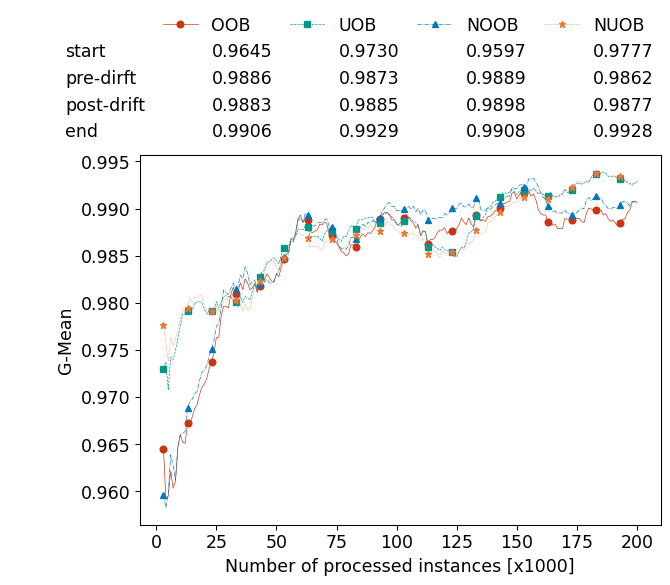 OOB UOB NOOB NUOB
start 0.9645 0.9730 0.9597 0.9777
pre-dirft 0.9886 0.9873 0.9889 0.9862
post-drift 0.9883 0.9885 0.9898 0.9877
end 0.9906 0.9929 0.9908 0.9928
0.995
0.990
0.985
0.980
0.975
0.970
0.965
0.960
G-Mean
0 25 50 75 100 125 150 175 200
Number of processed instances [x1000]